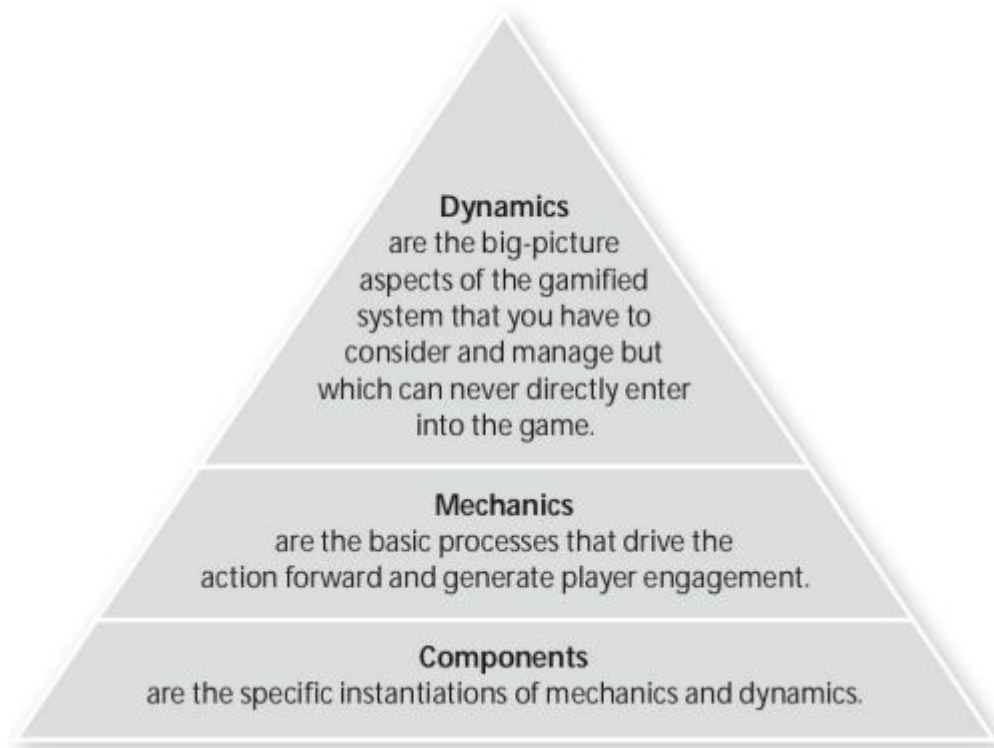 Dynamics
are the big-picture
aspects of the gamified
system that you have to
consider and manage but
which can never directly enter
into the game.
Mechanics
are the basic processes that drive the
action forward and generate player engagement.
Components
are the specific instantiations of mechanics and dynamics.